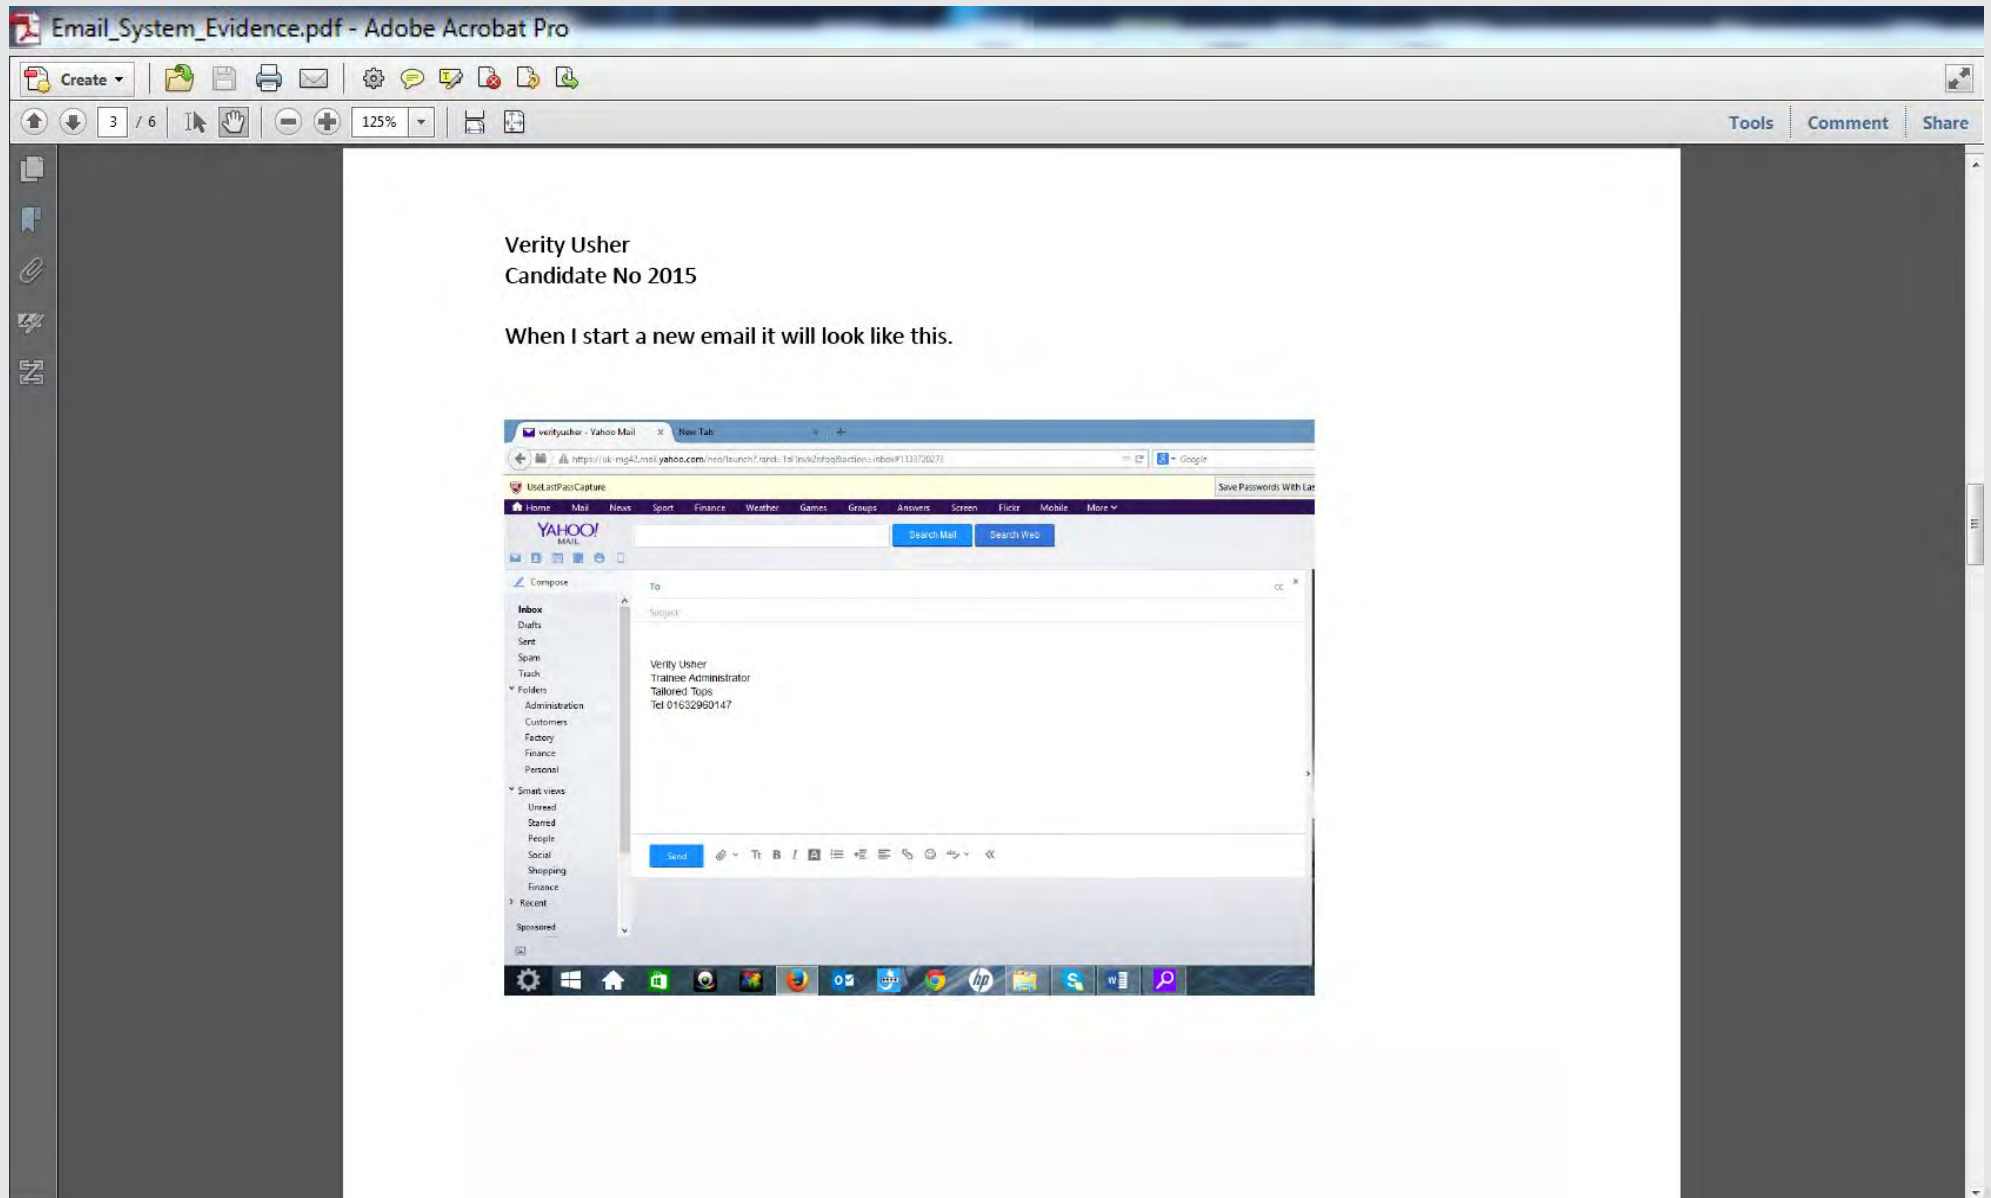 Email_System_Evidence.pdf - Adobe Acrobat Pro
Create
3 / 6 125% Tools Comment Share
Verity Usher
Candidate No 2015
When I start a new email it will look like this.
verityusher - Yahoo Mail x New Tab
Google
UseLastPassCapture Save Passwords With Las
Home Mail News Sport Finance Weather Games Groups Answers Screen Flickr Mobile More
YAHOO!
MAIL
Search Mail Search Web
Compose
To cc x
Subject
Inbox
Drafts
Sent
Spam
Trash
Folders
Administration
Customers
Factory
Finance
Personal
Smart views
Unread
Starred
People
Social
Shopping
Finance
Recent
Sponsored
Verity Usher
Trainee Administrator
Tailored Tops
Tel 01632960147
Send Tt B I A
hp